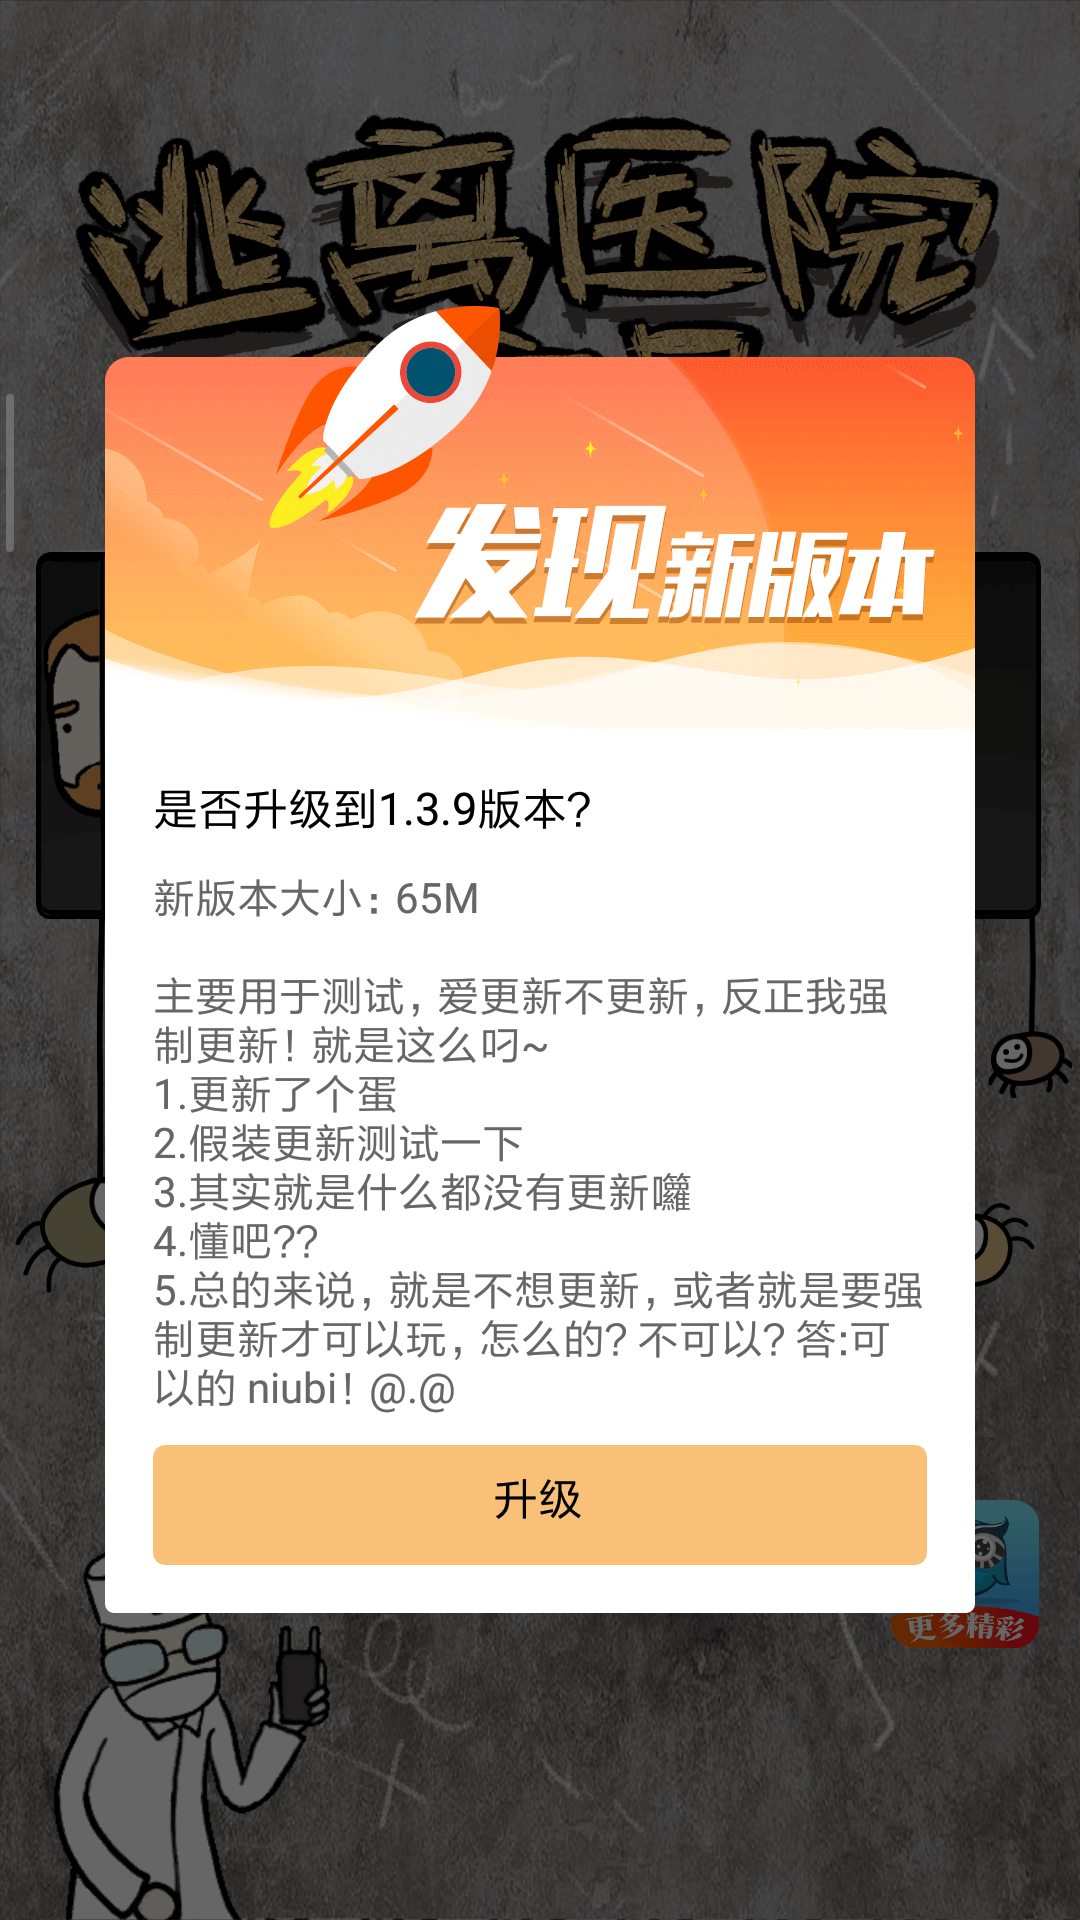 逃离医院
发现新版本
是否升级到1.3.9版本?
新版本大小：65M
主要用于测试，爱更新不更新，反正我强
制更新！就是这么叼~
1.更新了个蛋
2.假装更新测试一下
3.其实就是什么都没有更新囖
4.懂吧??
5.总的来说，就是不想更新，或者就是要强
制更新才可以玩，怎么的？不可以？答:可
以的 niubi！@.@
升级
更多精彩